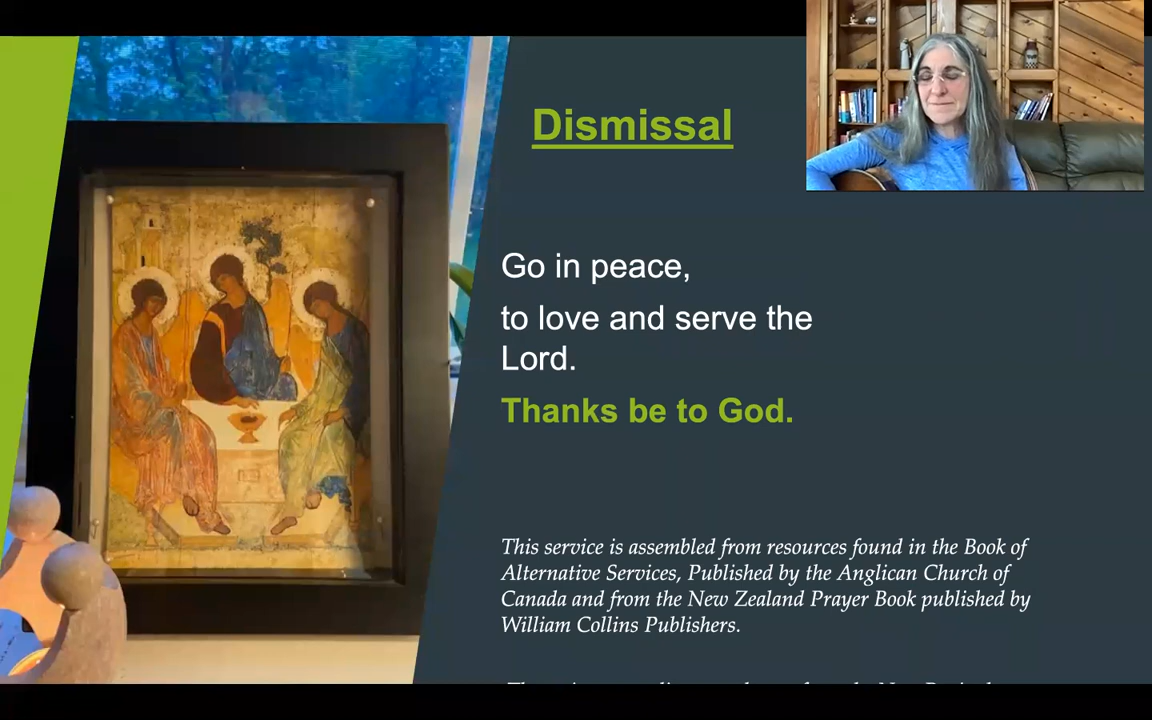 Dismissal
Go in peace,
to love and serve the
Lord.
Thanks be to God.
This service is assembled from resources found in the Book of
Alternative Services, Published by the Anglican Church of
Canada and from the New Zealand Prayer Book published by
William Collins Publishers.